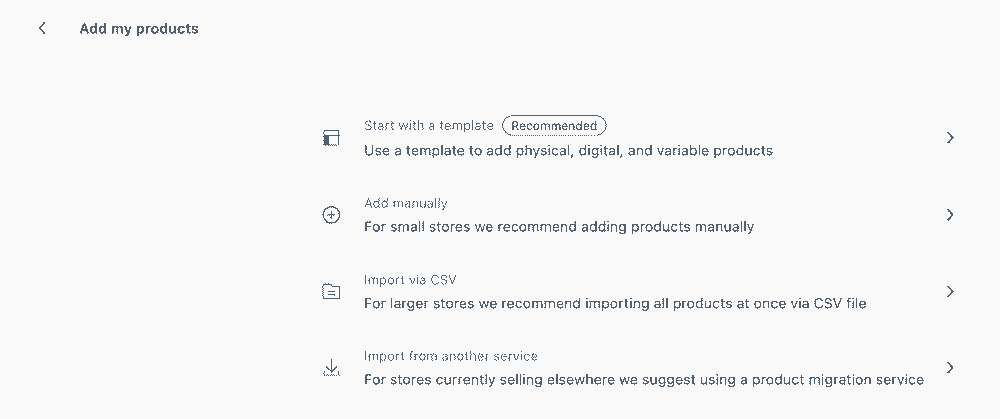 Add my products
Start with a template Recommended
Use a template to add physical, digital, and variable products
Add manually
For small stores we recommend adding products manually
Import via CSV
For larger stores we recommend importing all products at once via CSV file
Import from another service
For stores currently selling elsewhere we suggest using a product migration service